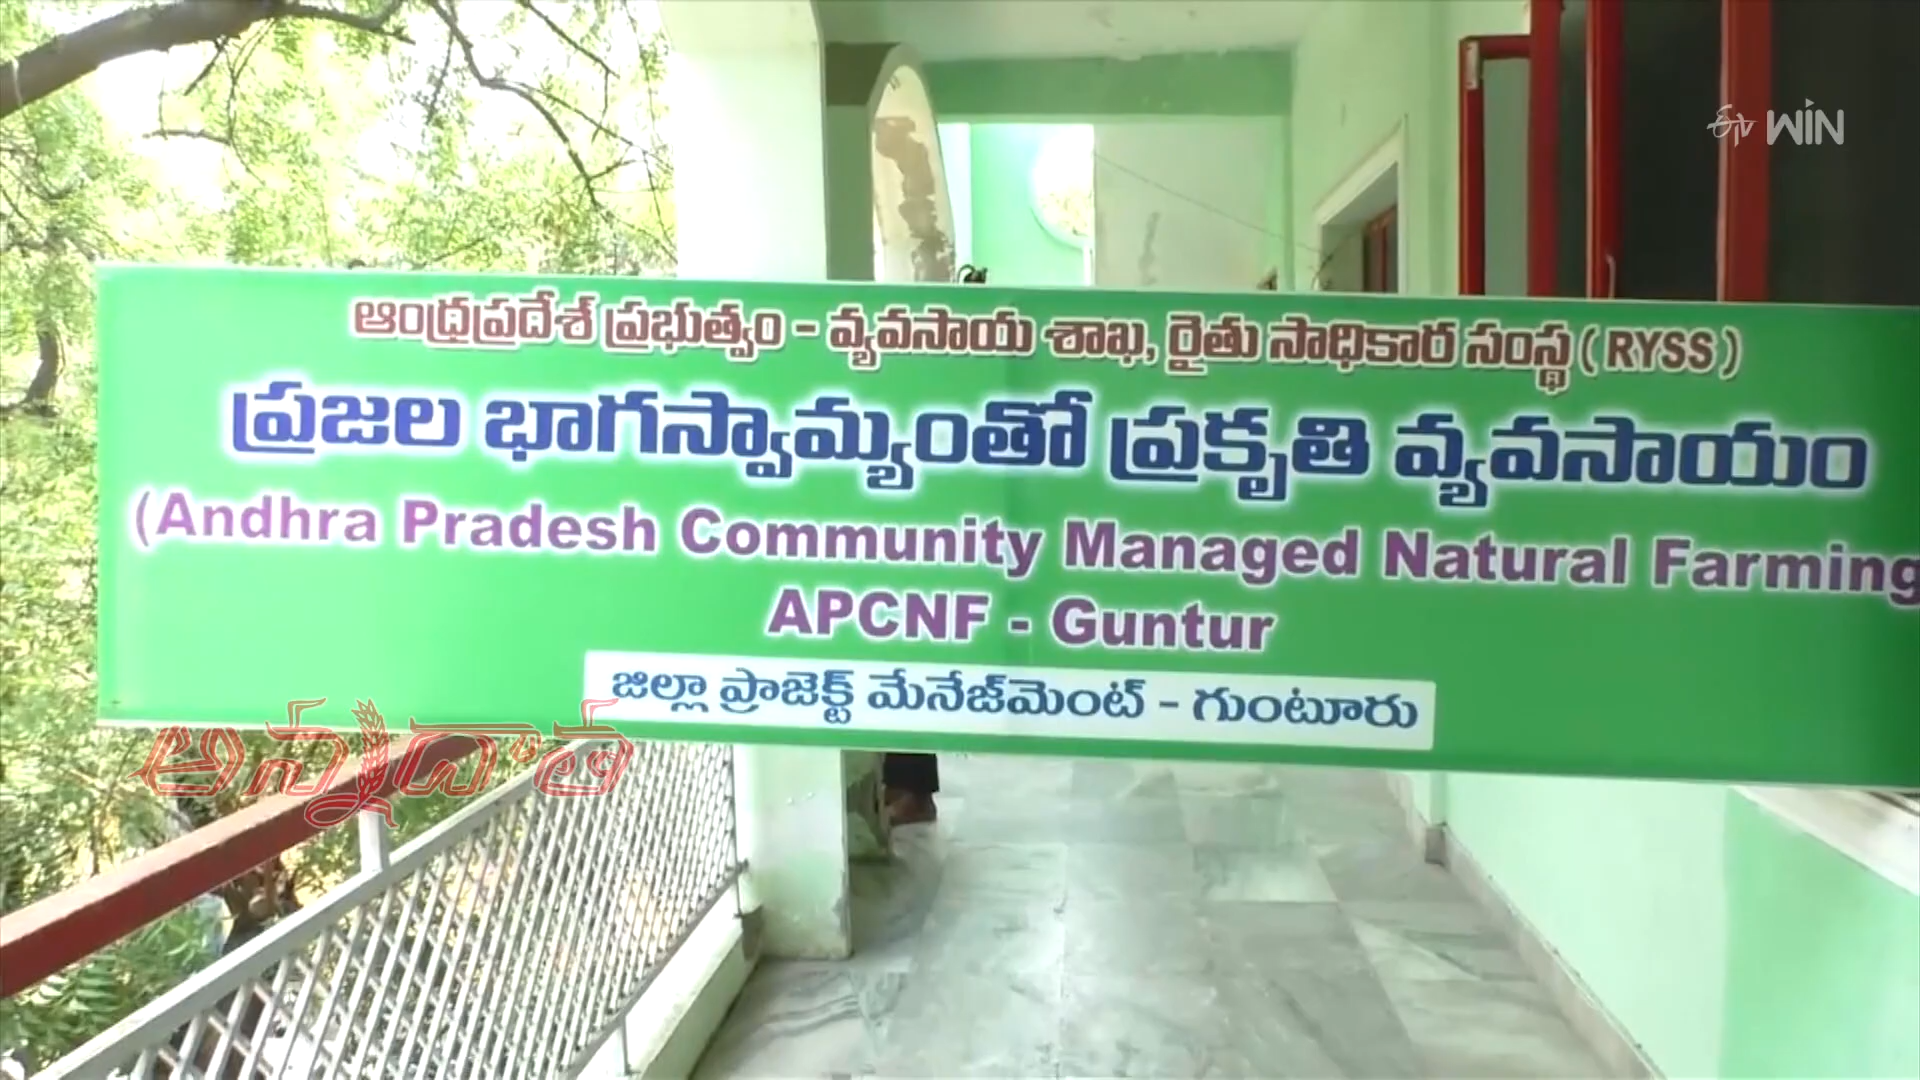 ఈటీవీ WIN
ఆంధ్రప్రదేశ్ ప్రభుత్వం - వ్యవసాయ శాఖ, రైతు సాధికార సంస్థ ( RYSS )
ప్రజల భాగస్వామ్యంతో ప్రకృతి వ్యవసాయం
(Andhra Pradesh Community Managed Natural Farming
APCNF - Guntur
జిల్లా ప్రాజెక్ట్ మేనేజ్‌మెంట్ - గుంటూరు
అన్నదాత